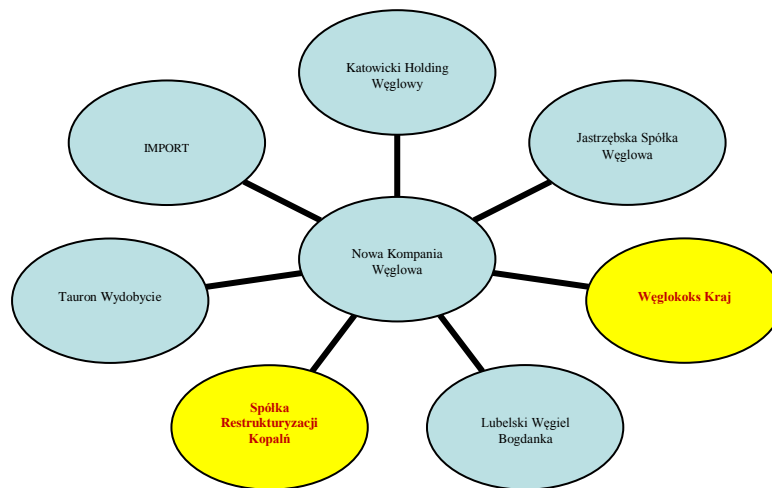 Katowicki Holding
Węglowy
IMPORT
Jastrzębska Spółka
Węglowa
Nowa Kompania
Węglowa
Tauron Wydobycie
Węglokoks Kraj
Spółka
Restrukturyzacji
Kopalń
Lubelski Węgiel
Bogdanka